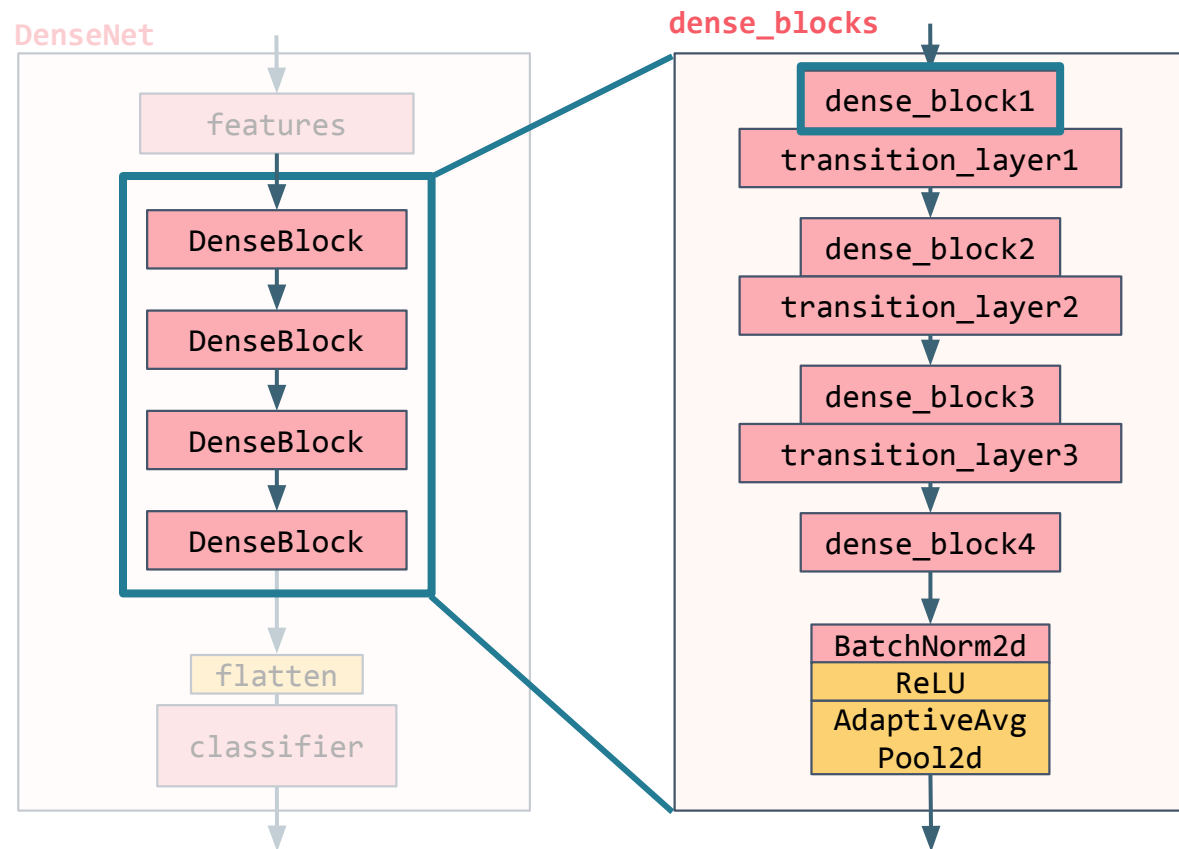 DenseNet
features
DenseBlock
DenseBlock
DenseBlock
DenseBlock
flatten
classifier
dense_blocks
dense_block1
transition_layer1
dense_block2
transition_layer2
dense_block3
transition_layer3
dense_block4
BatchNorm2d
ReLU
AdaptiveAvg
Pool2d